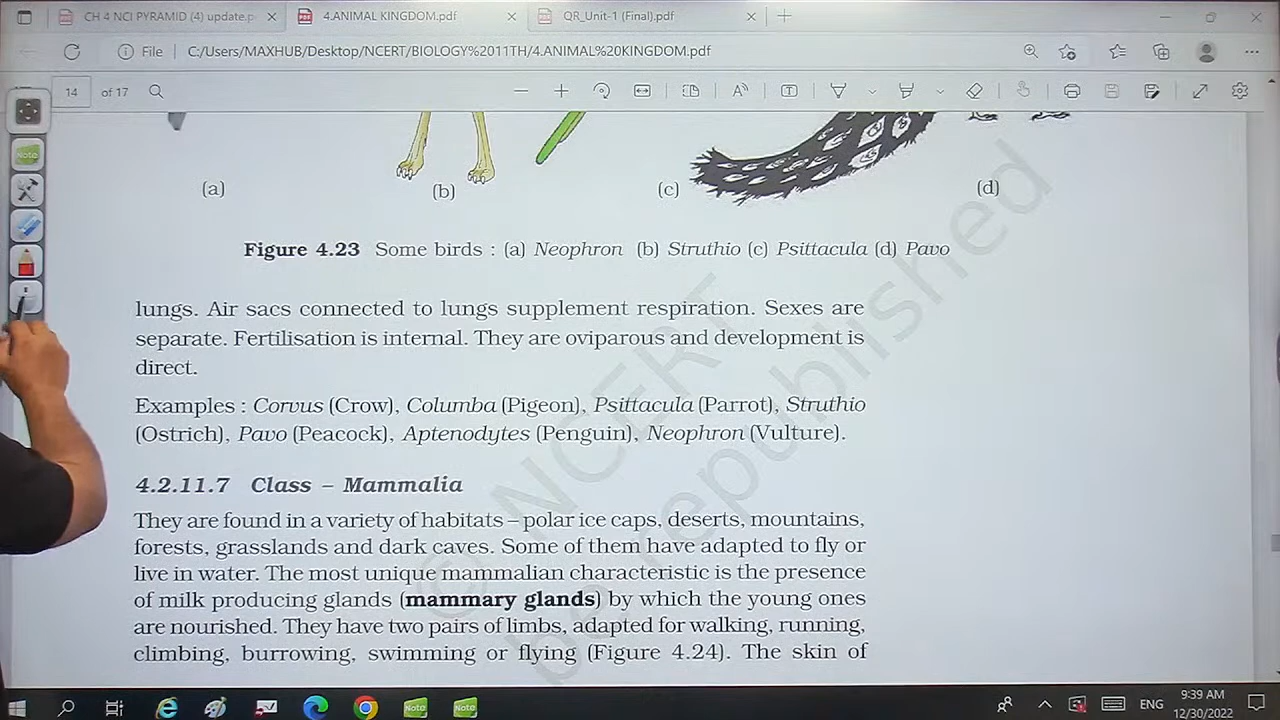 CH 4 NCI PYRAMID (4) update.p
4.ANIMAL KINGDOM.pdf
QR_Unit-1 (Final).pdf
File C:/Users/MAXHUB/Desktop/NCERT/BIOLOGY%2011TH/4.ANIMAL%20KINGDOM.pdf
14 of 17
(a) (b) (c) (d)
Figure 4.23 Some birds : (a) Neophron (b) Struthio (c) Psittacula (d) Pavo
lungs. Air sacs connected to lungs supplement respiration. Sexes are
separate. Fertilisation is internal. They are oviparous and development is
direct.
Examples : Corvus (Crow), Columba (Pigeon), Psittacula (Parrot), Struthio
(Ostrich), Pavo (Peacock), Aptenodytes (Penguin), Neophron (Vulture).
4.2.11.7 Class – Mammalia
They are found in a variety of habitats – polar ice caps, deserts, mountains,
forests, grasslands and dark caves. Some of them have adapted to fly or
live in water. The most unique mammalian characteristic is the presence
of milk producing glands (mammary glands) by which the young ones
are nourished. They have two pairs of limbs, adapted for walking, running,
climbing, burrowing, swimming or flying (Figure 4.24). The skin of
© NCERT
be republished
Note
Note
Note
ENG
9:39 AM
12/30/2022